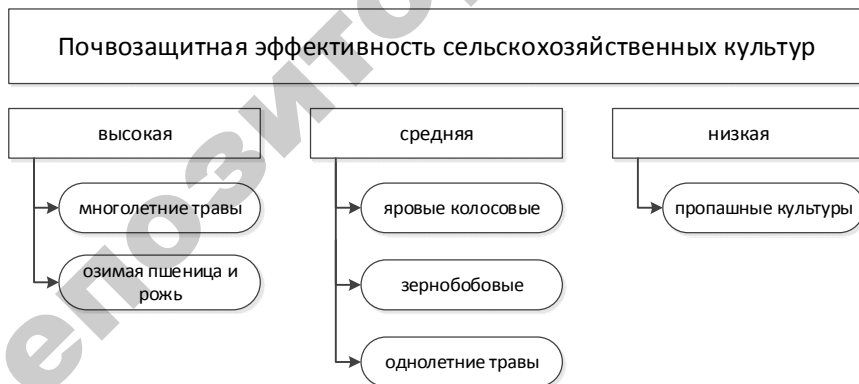 Почвозащитная эффективность сельскохозяйственных культур
высокая
многолетние травы
озимая пшеница и
рожь
средняя
яровые колосовые
зернобобовые
однолетние травы
низкая
пропашные культуры
епозито